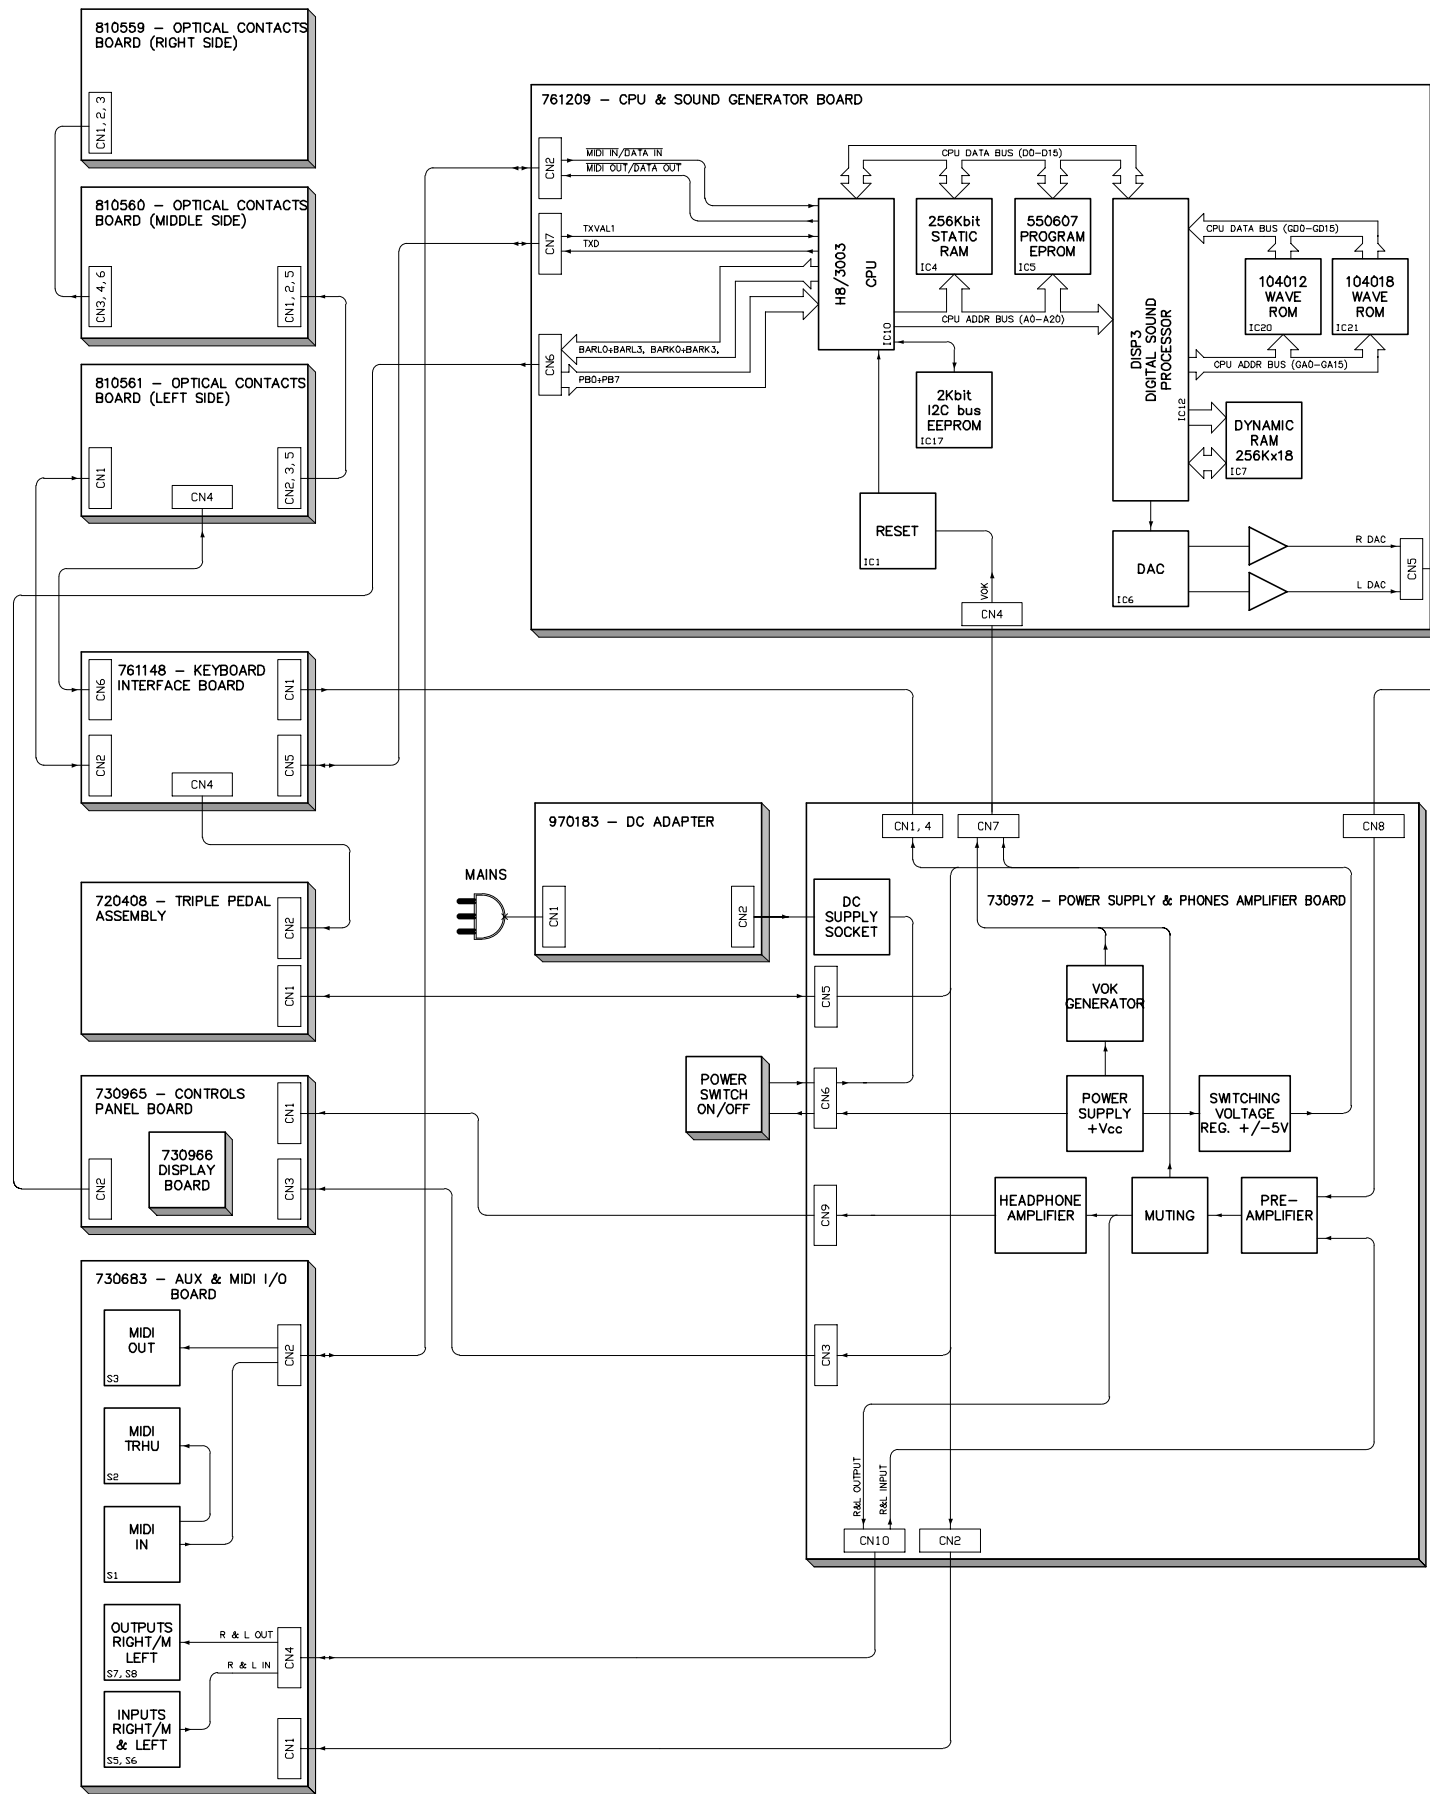 810559 – OPTICAL CONTACTS
BOARD (RIGHT SIDE)
CN1, 2, 3
810560 – OPTICAL CONTACTS
BOARD (MIDDLE SIDE)
CN3, 4, 6
CN1, 2, 5
810561 – OPTICAL CONTACTS
BOARD (LEFT SIDE)
CN1
CN4
CN2, 3, 5
761148 – KEYBOARD
INTERFACE BOARD
CN6
CN1
CN2
CN5
CN4
720408 – TRIPLE PEDAL
ASSEMBLY
CN2
CN1
730965 – CONTROLS
PANEL BOARD
CN1
730966
DISPLAY
BOARD
CN2
CN3
730683 – AUX & MIDI I/O
BOARD
MIDI
OUT
S3
CN2
MIDI
TRHU
S2
MIDI
IN
S1
OUTPUTS
RIGHT/M
LEFT
S7, S8
R & L OUT
R & L IN
CN4
INPUTS
RIGHT/M
& LEFT
S5, S6
CN1
761209 – CPU & SOUND GENERATOR BOARD
CN2
MIDI IN/DATA IN
MIDI OUT/DATA OUT
CN7
TXVAL1
TXD
CN6
BARL0÷BARL3, BARK0÷BARK3,
PB0÷PB7
H8/3003
CPU
IC10
CPU DATA BUS (D0-D15)
256Kbit
STATIC
RAM
IC4
550607
PROGRAM
EPROM
IC5
CPU ADDR BUS (A0-A20)
2Kbit
I2C bus
EEPROM
IC17
RESET
IC1
VOK
CN4
DISP3
DIGITAL SOUND
PROCESSOR
IC12
CPU DATA BUS (GD0-GD15)
104012
WAVE
ROM
IC20
104018
WAVE
ROM
IC21
CPU ADDR BUS (GA0-GA15)
DYNAMIC
RAM
256Kx18
IC7
DAC
IC6
R DAC
L DAC
CN5
MAINS
970183 – DC ADAPTER
CN1
CN2
POWER
SWITCH
ON/OFF
CN1, 4
CN7
CN8
730972 – POWER SUPPLY & PHONES AMPLIFIER BOARD
DC
SUPPLY
SOCKET
CN5
VOK
GENERATOR
CN6
POWER
SUPPLY
+Vcc
SWITCHING
VOLTAGE
REG. +/-5V
CN9
HEADPHONE
AMPLIFIER
MUTING
PRE-
AMPLIFIER
CN3
R&L OUTPUT
R&L INPUT
CN10
CN2